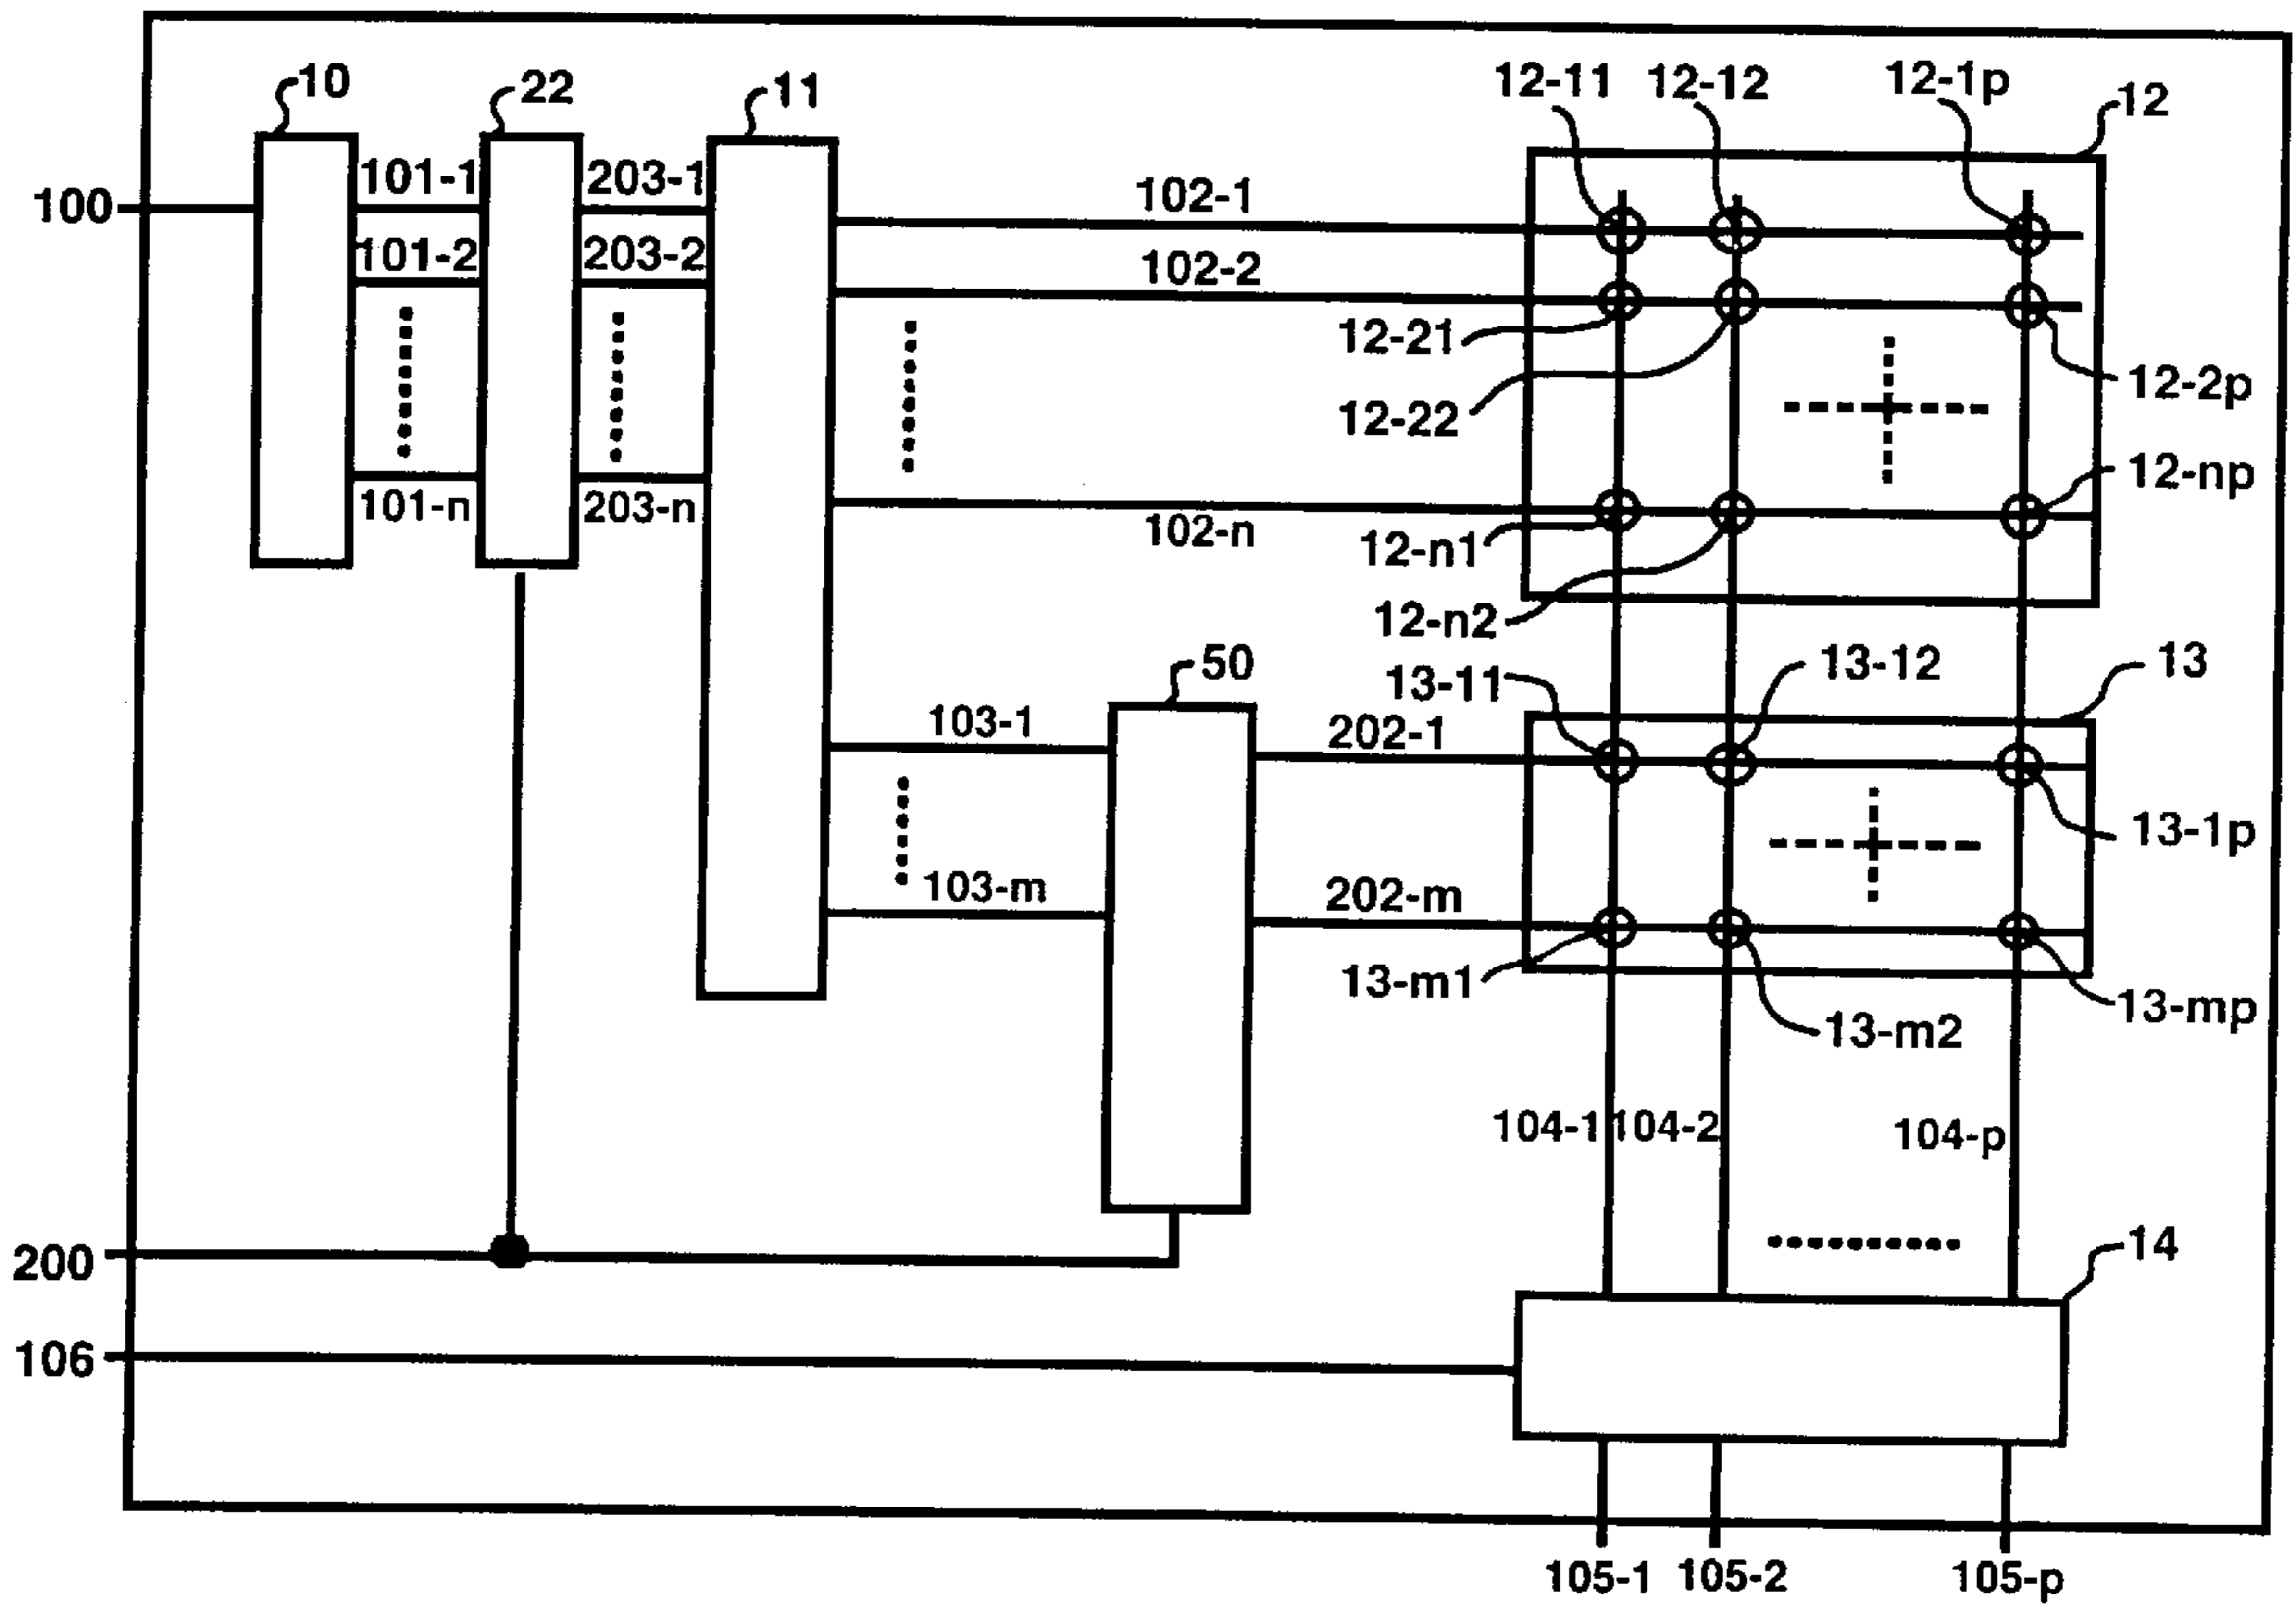 10 22 11 12-11 12-12 12-1p 12
100 101-1 203-1 102-1
101-2 203-2 102-2
12-21 12-2p
12-22
101-n 203-n 102-n 12-n1 12-np
12-n2
50 13-11 13-12 13
103-1 202-1
13-1p
103-m 202-m
13-m1 13-m2 13-mp
104-1 104-2 104-p
200 14
106
105-1 105-2 105-p